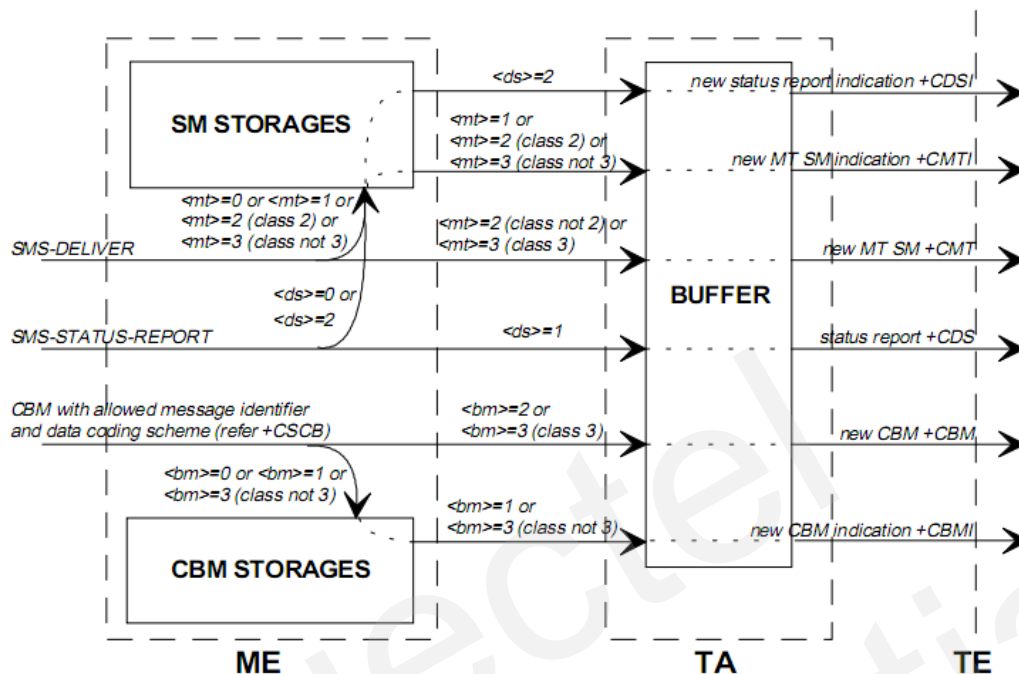 <ds>=2
new status report indication +CDSI
SM STORAGES
<mt>=1 or
<mt>=2 (class 2) or
<mt>=3 (class not 3)
new MT SM indication +CMTI
<mt>=0 or <mt>=1 or
<mt>=2 (class 2) or
<mt>=3 (class not 3)
<mt>=2 (class not 2) or
<mt>=3 (class 3)
SMS-DELIVER
new MT SM +CMT
BUFFER
<ds>=0 or
<ds>=2
SMS-STATUS-REPORT
<ds>=1
status report +CDS
CBM with allowed message identifier
and data coding scheme (refer +CSCB)
<bm>=2 or
<bm>=3 (class 3)
new CBM +CBM
<bm>=0 or <bm>=1 or
<bm>=3 (class not 3)
<bm>=1 or
<bm>=3 (class not 3)
new CBM indication +CBMI
CBM STORAGES
ME
TA
TE